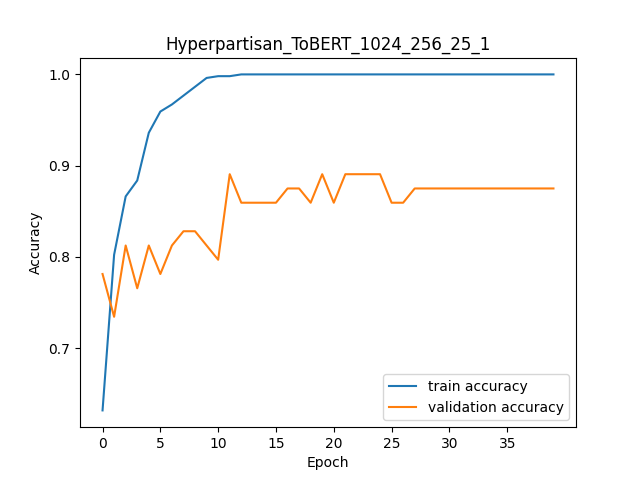 Hyperpartisan_ToBERT_1024_256_25_1
1.0
0.9
0.8
0.7
Accuracy
0 5 10 15 20 25 30 35
Epoch
train accuracy
validation accuracy